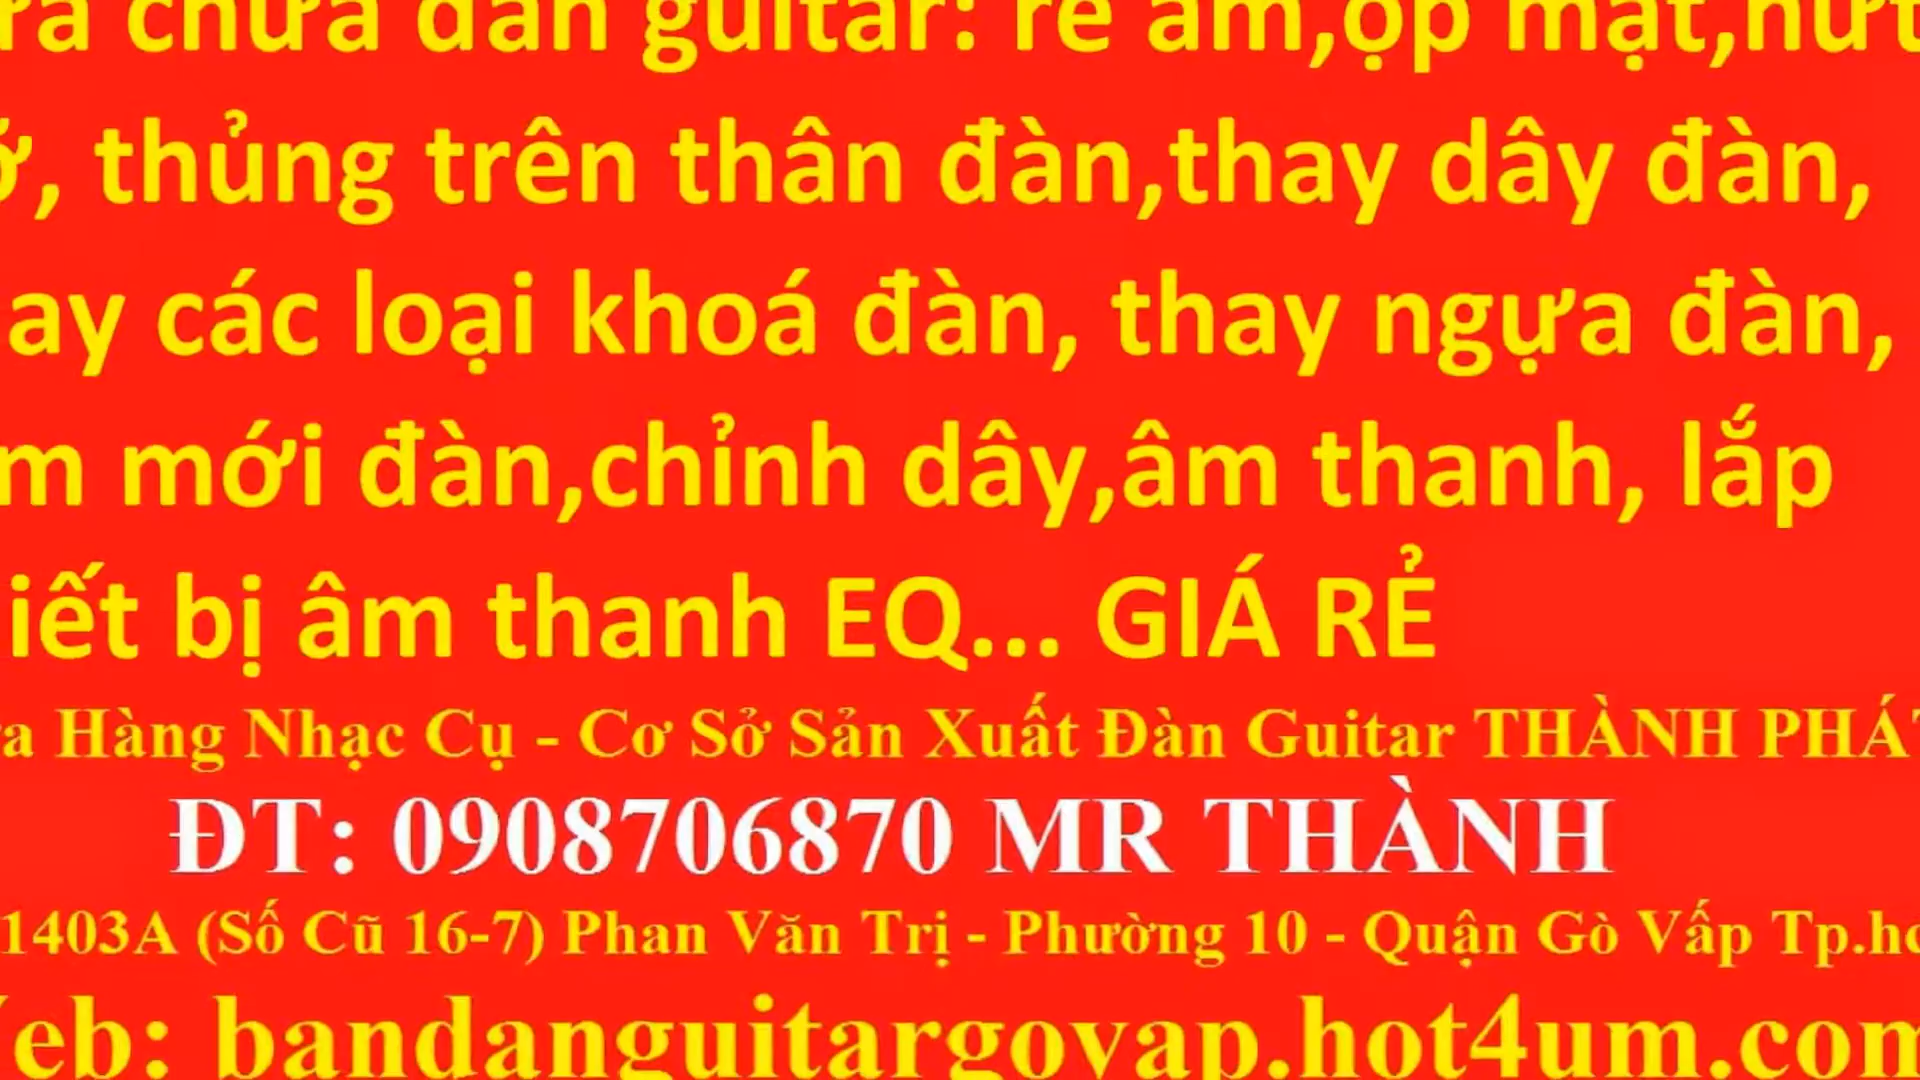 chữa đàn guitar: rè âm,ọp mặt,nứt
thủng trên thân đàn,thay dây đàn,
ay các loại khoá đàn, thay ngựa đàn,
m mới đàn,chỉnh dây,âm thanh, lắp
iết bị âm thanh EQ... GIÁ RẺ
Hàng Nhạc Cụ - Cơ Sở Sản Xuất Đàn Guitar THÀNH PHÁT
ĐT: 0908706870 MR THÀNH
1403A (Số Cũ 16-7) Phan Văn Trị - Phường 10 - Quận Gò Vấp Tp.hc
eb: bandanguitargovap.hot4um.com